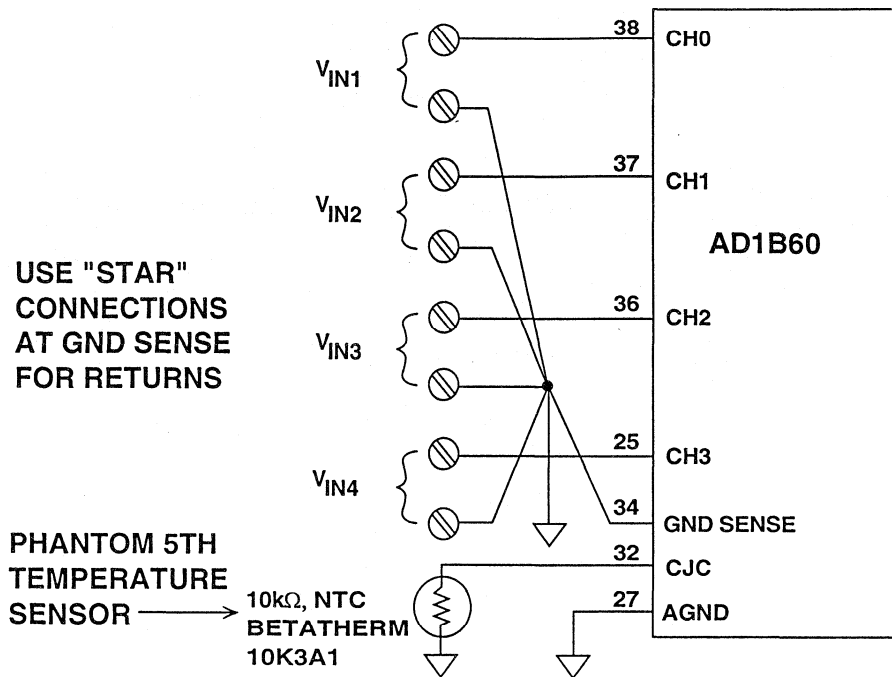 38
CH0
V_IN1
37
CH1
V_IN2
AD1B60
USE "STAR"
CONNECTIONS
AT GND SENSE
FOR RETURNS
36
CH2
V_IN3
25
CH3
V_IN4
34
GND SENSE
PHANTOM 5TH
TEMPERATURE
SENSOR
32
CJC
10kΩ, NTC
BETATHERM
10K3A1
27
AGND